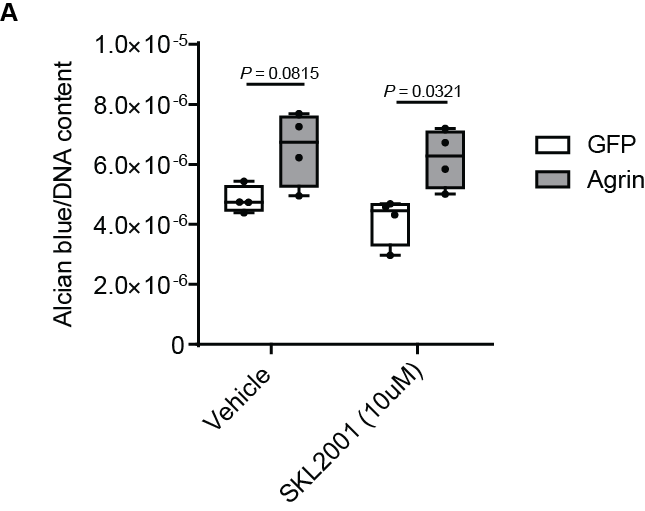 A
Alcian blue/DNA content
1.0×10⁻⁵
8.0×10⁻⁶
6.0×10⁻⁶
4.0×10⁻⁶
2.0×10⁻⁶
0
P = 0.0815
P = 0.0321
Vehicle
SKL2001 (10uM)
GFP
Agrin